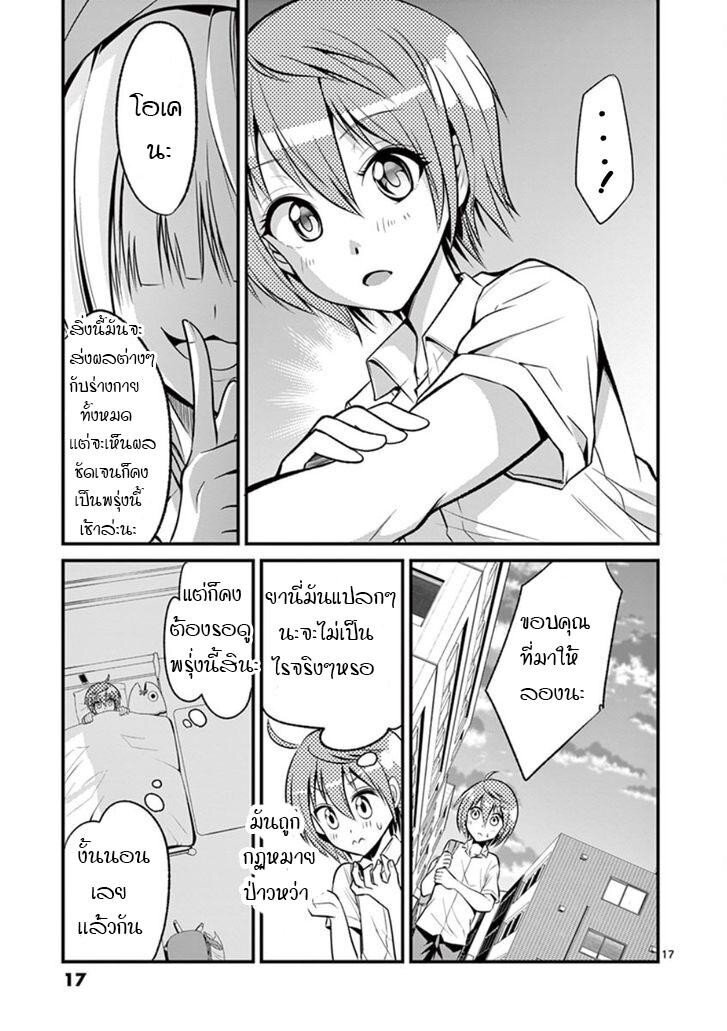 ...!
โอเค
นะ
สิ่งนี้มันจะ
ส่งผลต่างๆ
กับร่างกาย
ทั้งหมด
แต่จะเห็นผล
ชัดเจนก็คง
เป็นพรุ่งนี้
เช้าล่ะนะ
ขอบคุณ
ที่มาให้
ลองนะ
ยานี่มันแปลกๆ
นะจะไม่เป็น
ไรจริงๆหรอ
มันถูก
กฎหมาย
ป่าวหว่า
แต่ก็คง
ต้องรอดู
พรุ่งนี้สินะ
งั้นนอน
เลย
แล้วกัน
17
17